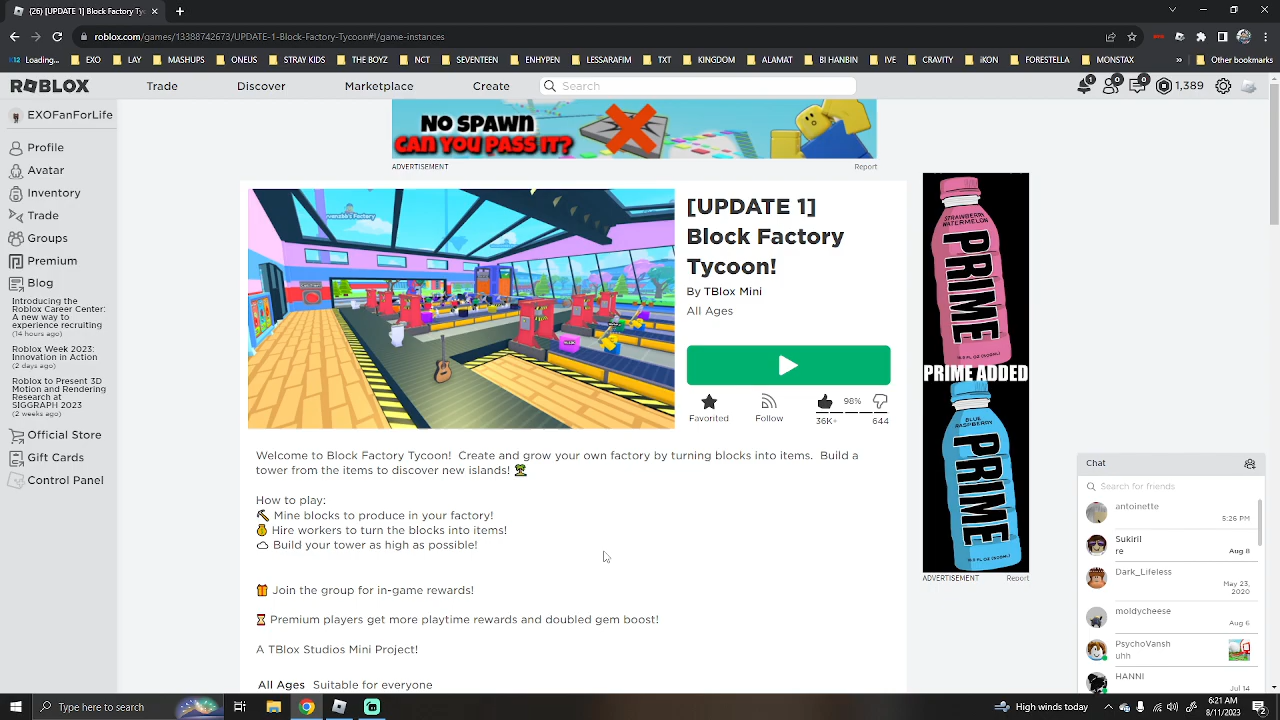 (26) [UPDATE 1] Block Factory Ty
roblox.com/games/13388742673/UPDATE-1-Block-Factory-Tycoon#!/game-instances
K12 Loading... EXO LAY MASHUPS ONEUS STRAY KIDS THE BOYZ NCT SEVENTEEN ENHYPEN LESSARAFIM TXT KINGDOM ALAMAT BI HANBIN IVE CRAVITY iKON FORESTELLA MONSTAX » Other bookmarks
ROBLOX Trade Discover Marketplace Create Search 1,389
EXOFanForLife
Profile
Avatar
Inventory
Trade
Groups
Premium
Blog
Introducing the
Roblox Career Center:
A new way to
experience recruiting
(14 hours ago)
Roblox Week 2023:
Innovation in Action
(2 days ago)
Roblox to Present 3D
Motion and Rendering
Research at
SIGGRAPH 2023
(2 weeks ago)
Official Store
Gift Cards
Control Panel
NO SPAWN
CAN YOU PASS IT?
ADVERTISEMENT Report
[UPDATE 1]
Block Factory
Tycoon!
By TBlox Mini
All Ages
Favorited Follow 98%
36K+ 644
Welcome to Block Factory Tycoon! Create and grow your own factory by turning blocks into items. Build a
tower from the items to discover new islands! 🏝️
How to play:
⛏️ Mine blocks to produce in your factory!
💰 Hire workers to turn the blocks into items!
☁️ Build your tower as high as possible!
🎁 Join the group for in-game rewards!
⌛ Premium players get more playtime rewards and doubled gem boost!
A TBlox Studios Mini Project!
All Ages Suitable for everyone
STRAWBERRY
WATERMELON
PRIME
PRIME ADDED
BLUE
RASPBERRY
PRIME
ADVERTISEMENT Report
Chat
Search for friends
antoinette
5:26 PM
Sukiril
re Aug 8
Dark_Lifeless
May 23,
2020
moldycheese
Aug 6
PsychoVansh
uhh
HANNI
Jul 14
Type here to search
High winds today
6:21 AM
8/11/2023